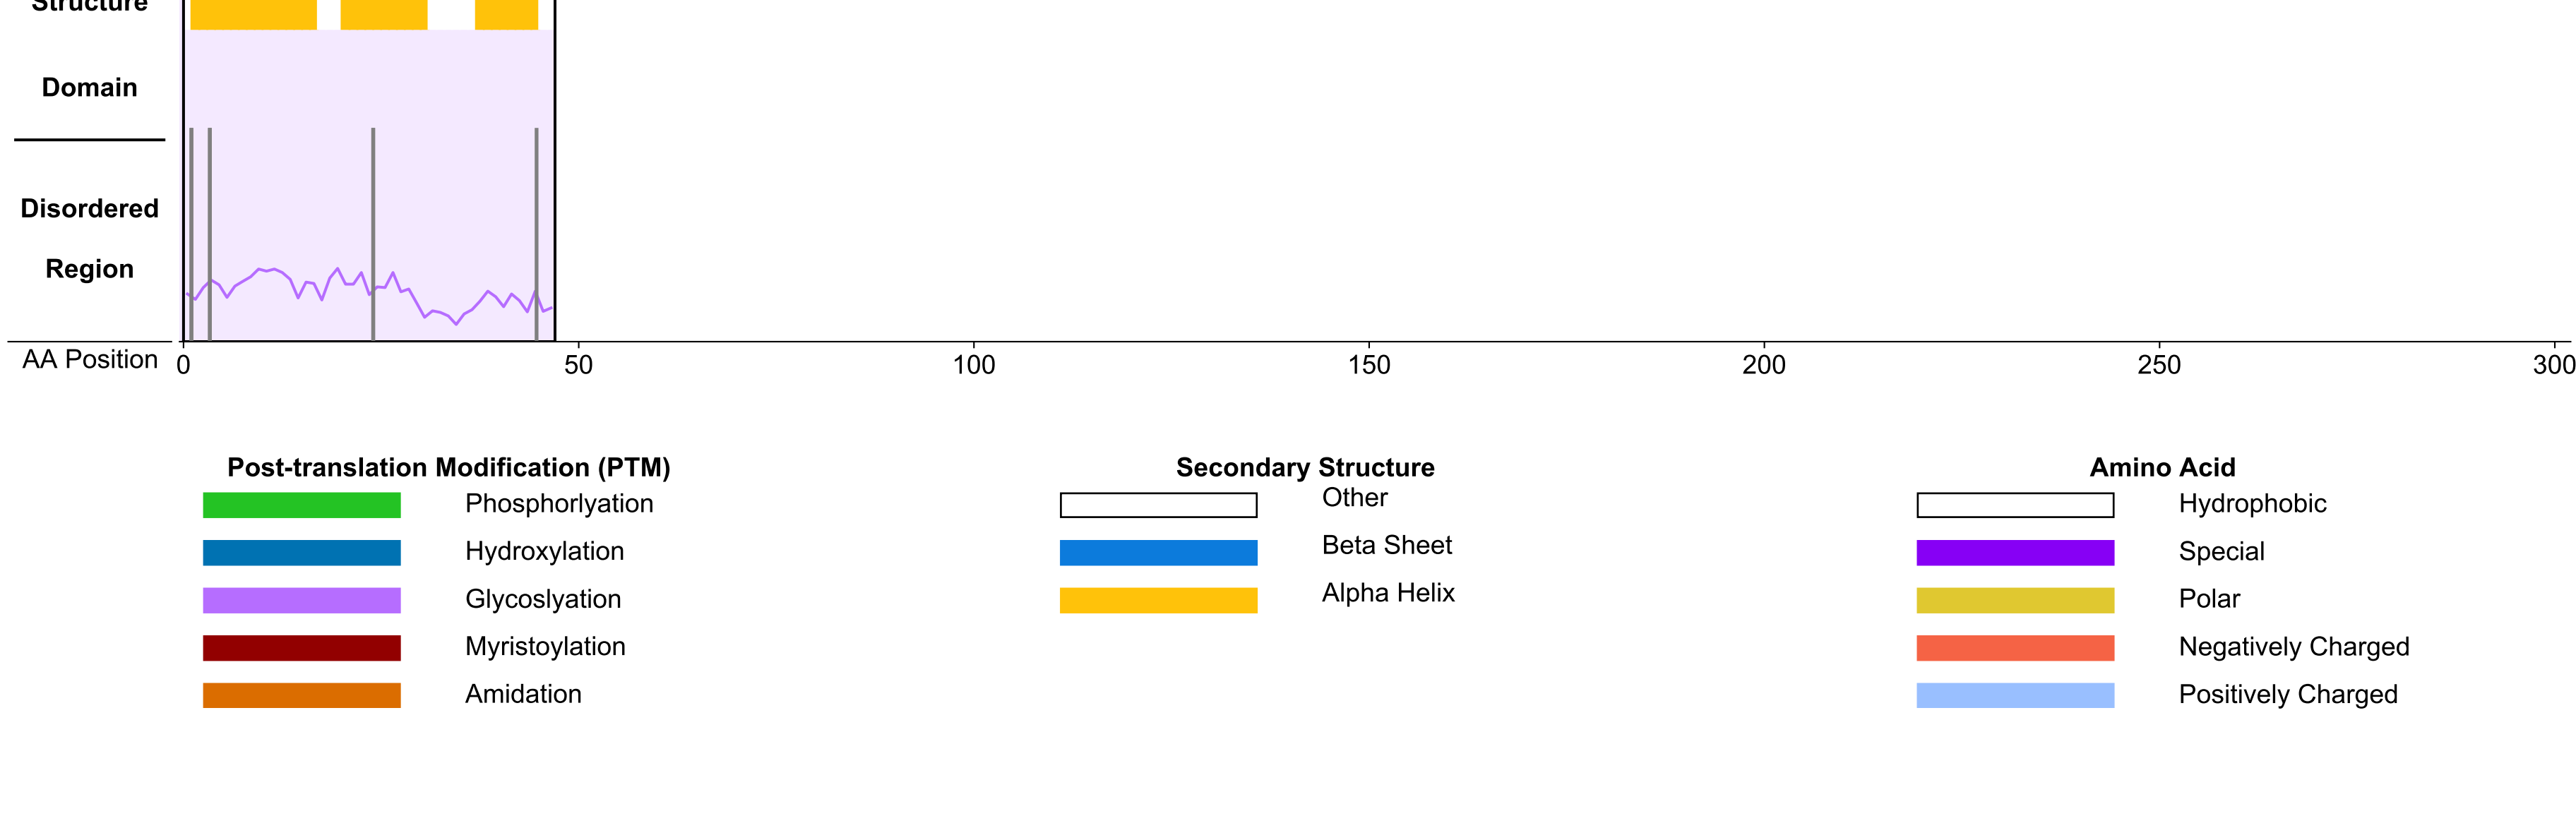 Structure
Domain
Disordered
Region
AA Position 0 50 100 150 200 250 300
Post-translation Modification (PTM) Secondary Structure Amino Acid
Phosphorlyation Other Hydrophobic
Hydroxylation Beta Sheet Special
Glycoslyation Alpha Helix Polar
Myristoylation Negatively Charged
Amidation Positively Charged